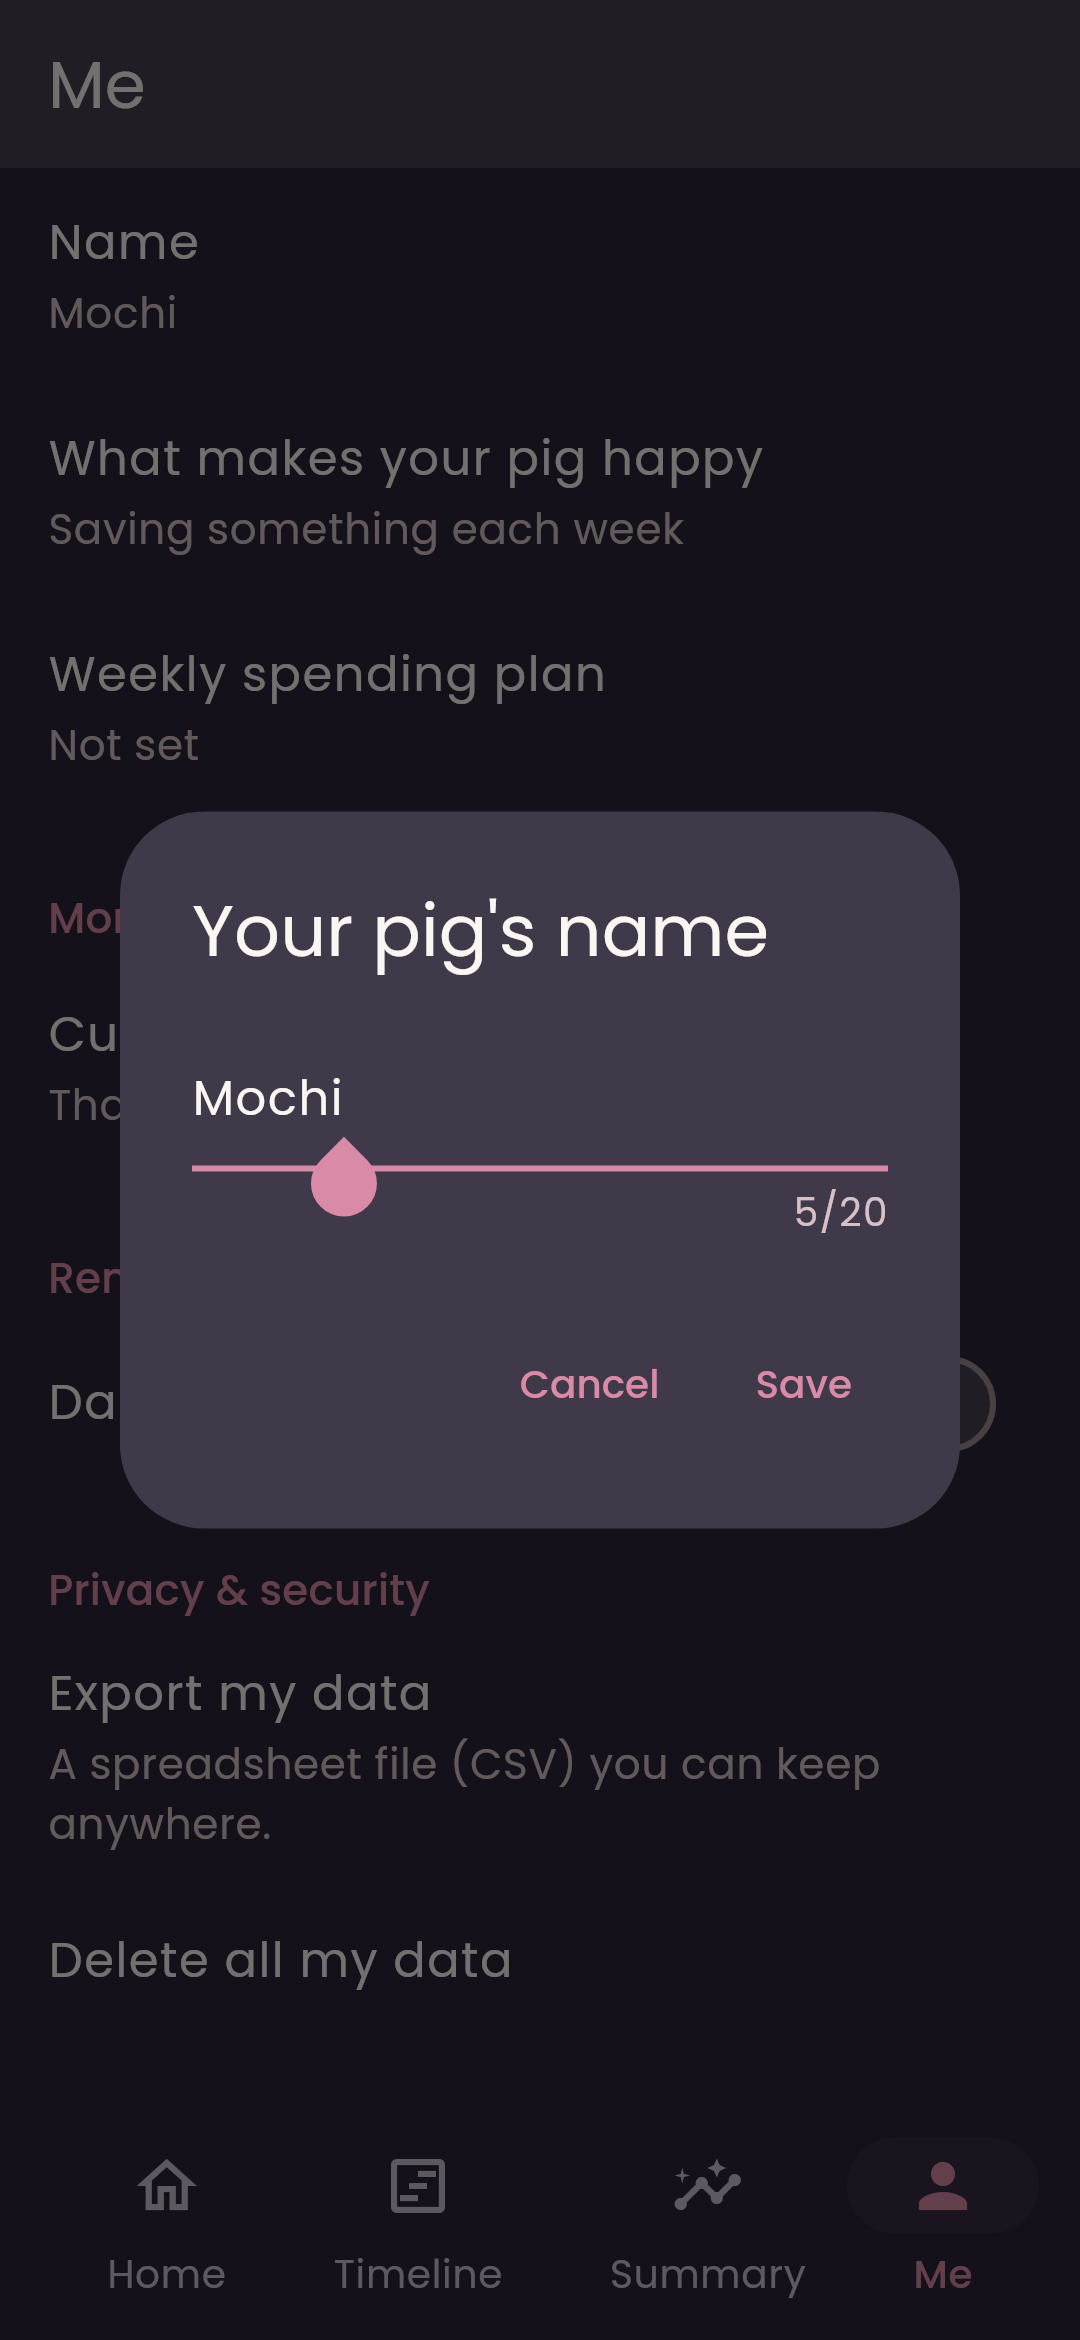 Me
Name
Mochi
What makes your pig happy
Saving something each week
Weekly spending plan
Not set
Your pig's name
Mochi
5/20
Cancel
Save
Privacy & security
Export my data
A spreadsheet file (CSV) you can keep
anywhere.
Delete all my data
Home
Timeline
Summary
Me